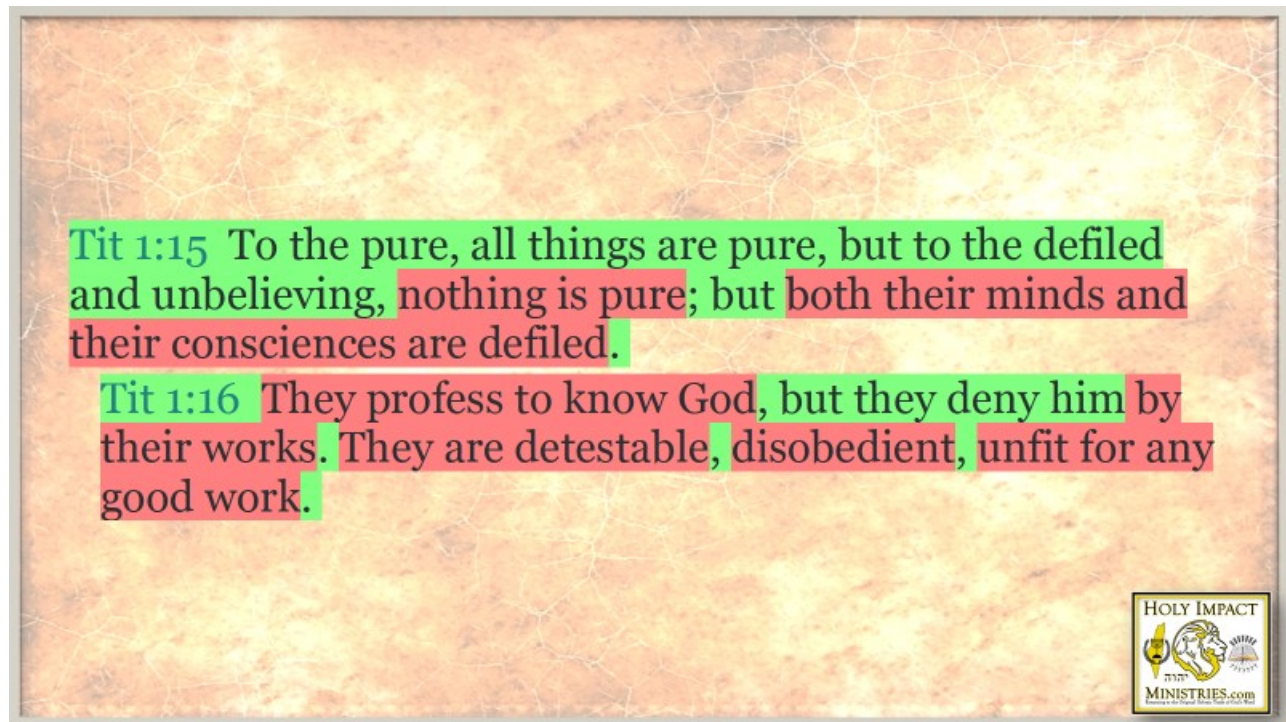 Tit 1:15 To the pure, all things are pure, but to the defiled
and unbelieving, nothing is pure; but both their minds and
their consciences are defiled.
Tit 1:16 They profess to know God, but they deny him by
their works. They are detestable, disobedient, unfit for any
good work.
HOLY IMPACT
יהוה
MINISTRIES.com